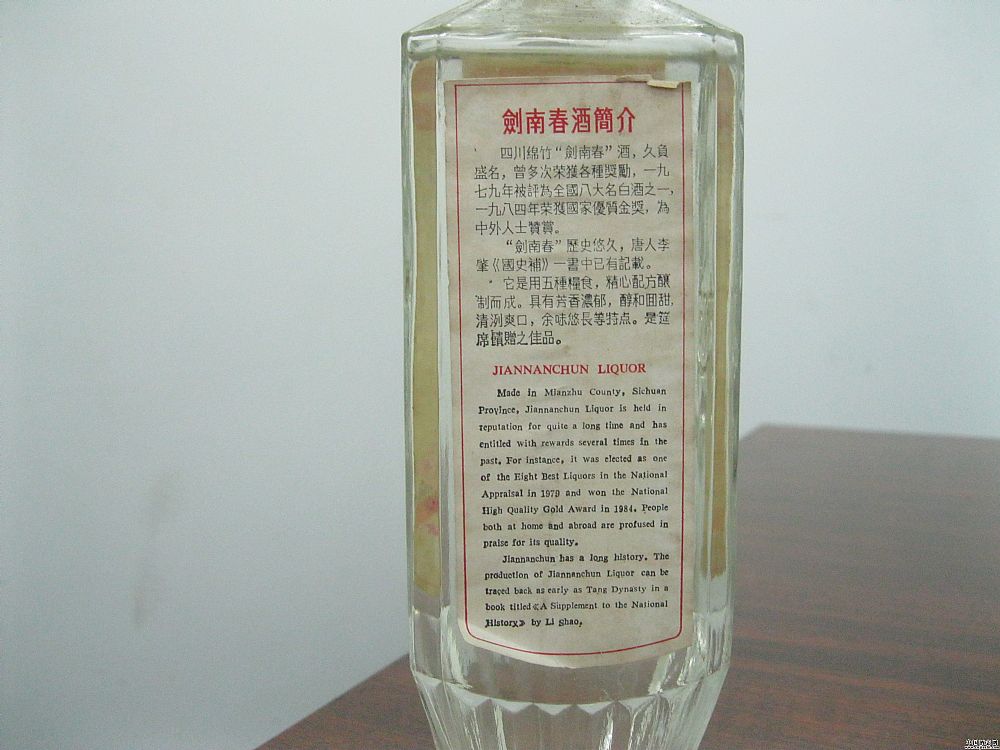 劍南春酒簡介
四川綿竹“劍南春”酒，久負
盛名，曾多次荣獲各種獎勵，一九
七九年被評為全國八大名白酒之一，
一九八四年荣獲國家優質金獎，為
中外人士贊賞。
“劍南春”歷史悠久，唐人李
肇《國史補》一書中已有記載。
它是用五種糧食，精心配方釀
制而成。具有芳香濃郁，醇和囬甜，
清洌爽口，余味悠長等特点。是筵
席饋贈之佳品。
JIANNANCHUN LIQUOR
Made in Mianzhu County, Sichuan
Province, Jiannanchun Liquor is held in
reputation for quite a long time and has
entitled with rewards several times in the
past. For instance, it was elected as one
of the Eight Best Liquors in the National
Appraisal in 1979 and won the National
High Quality Gold Award in 1984. People
both at home and abroad are profused in
praise for its quality.
Jiannanchun has a long history. The
production of Jiannanchun Liquor can be
traced back as early as Tang Dynasty in a
book titled《A Supplement to the National
History》 by Li Shao.